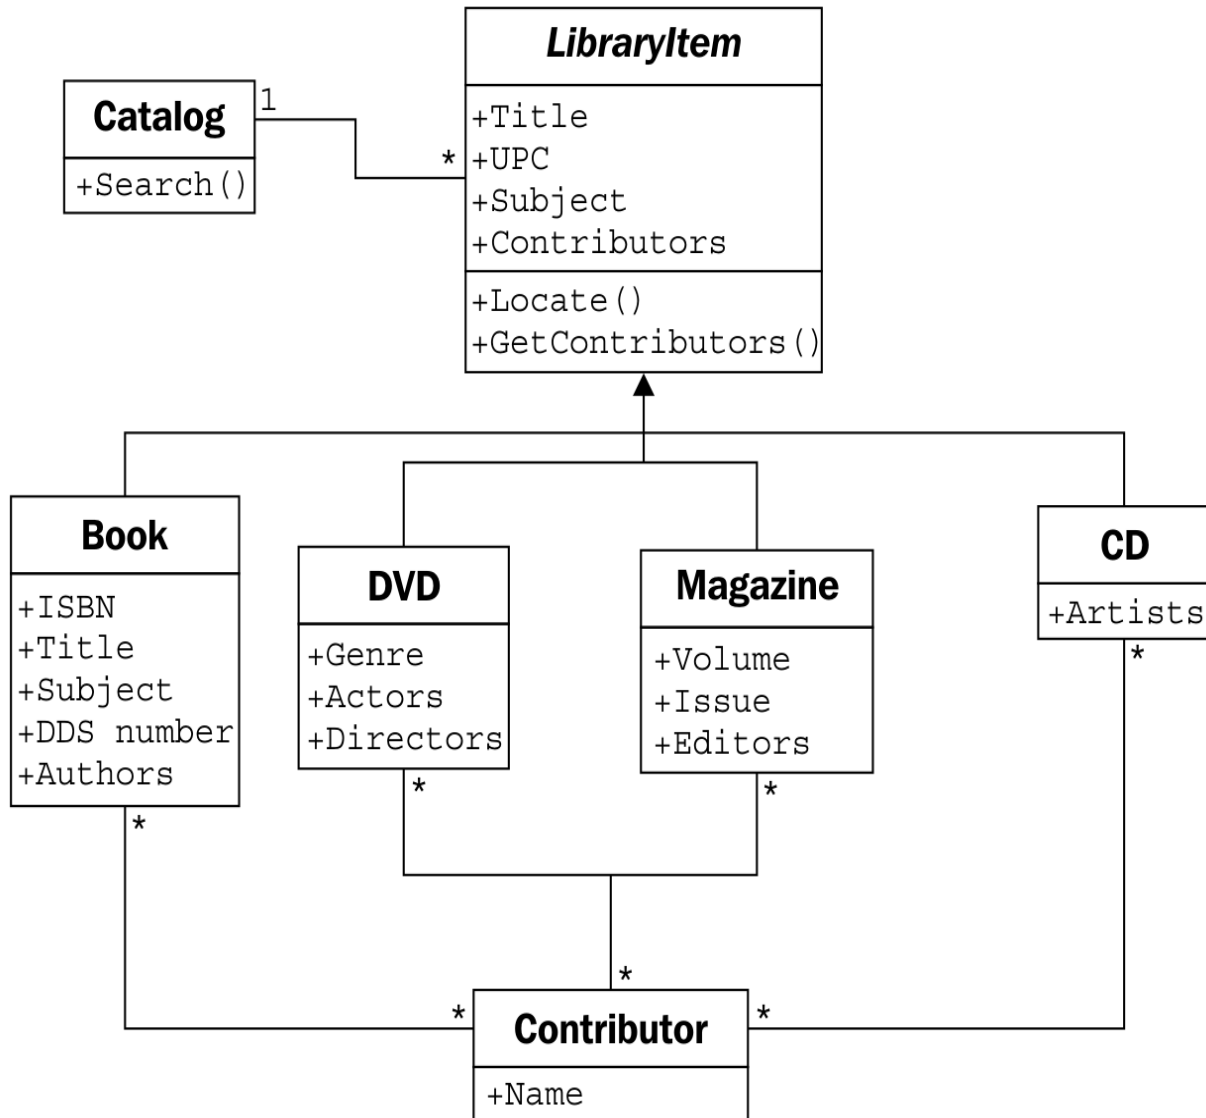 LibraryItem
+Title
+UPC
+Subject
+Contributors
+Locate()
+GetContributors()
Catalog
+Search()
1
*
Book
+ISBN
+Title
+Subject
+DDS number
+Authors
*
DVD
+Genre
+Actors
+Directors
*
Magazine
+Volume
+Issue
+Editors
*
CD
+Artists
*
*
*
*
Contributor
+Name